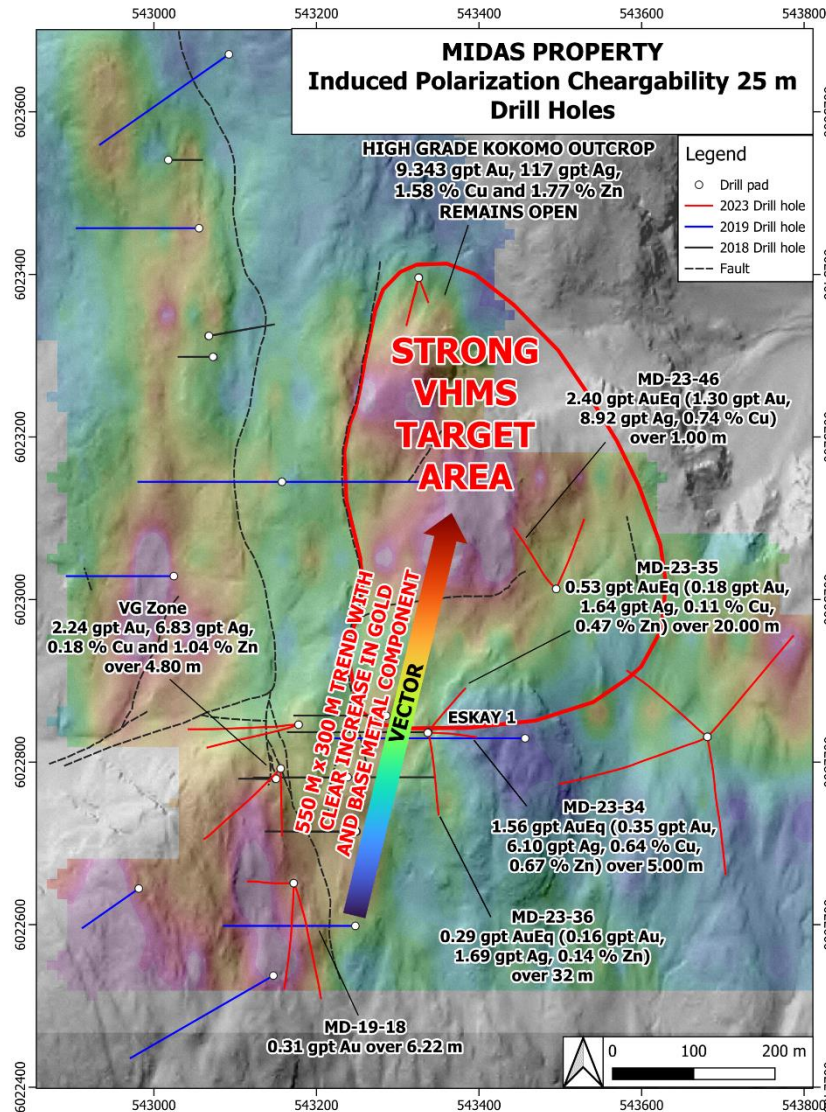 543000
543200
543400
543600
543800
MIDAS PROPERTY
Induced Polarization Cheargability 25 m
Drill Holes
6023600
6023400
6023200
6023000
6022800
6022600
6022400
HIGH GRADE KOKOMO OUTCROP
9.343 gpt Au, 117 gpt Ag,
1.58 % Cu and 1.77 % Zn
REMAINS OPEN
Legend
Drill pad
2023 Drill hole
2019 Drill hole
2018 Drill hole
Fault
STRONG
VHMS
TARGET
AREA
MD-23-46
2.40 gpt AuEq (1.30 gpt Au,
8.92 gpt Ag, 0.74 % Cu)
over 1.00 m
MD-23-35
0.53 gpt AuEq (0.18 gpt Au,
1.64 gpt Ag, 0.11 % Cu,
0.47 % Zn) over 20.00 m
VG Zone
2.24 gpt Au, 6.83 gpt Ag,
0.18 % Cu and 1.04 % Zn
over 4.80 m
550 M X 300 M TREND WITH
CLEAR INCREASE IN GOLD
AND BASE METAL COMPONENT
VECTOR
ESKAY 1
MD-23-34
1.56 gpt AuEq (0.35 gpt Au,
6.10 gpt Ag, 0.64 % Cu,
0.67 % Zn) over 5.00 m
MD-23-36
0.29 gpt AuEq (0.16 gpt Au,
1.69 gpt Ag, 0.14 % Zn)
over 32 m
MD-19-18
0.31 gpt Au over 6.22 m
0 100 200 m
543000
543200
543400
543600
543800